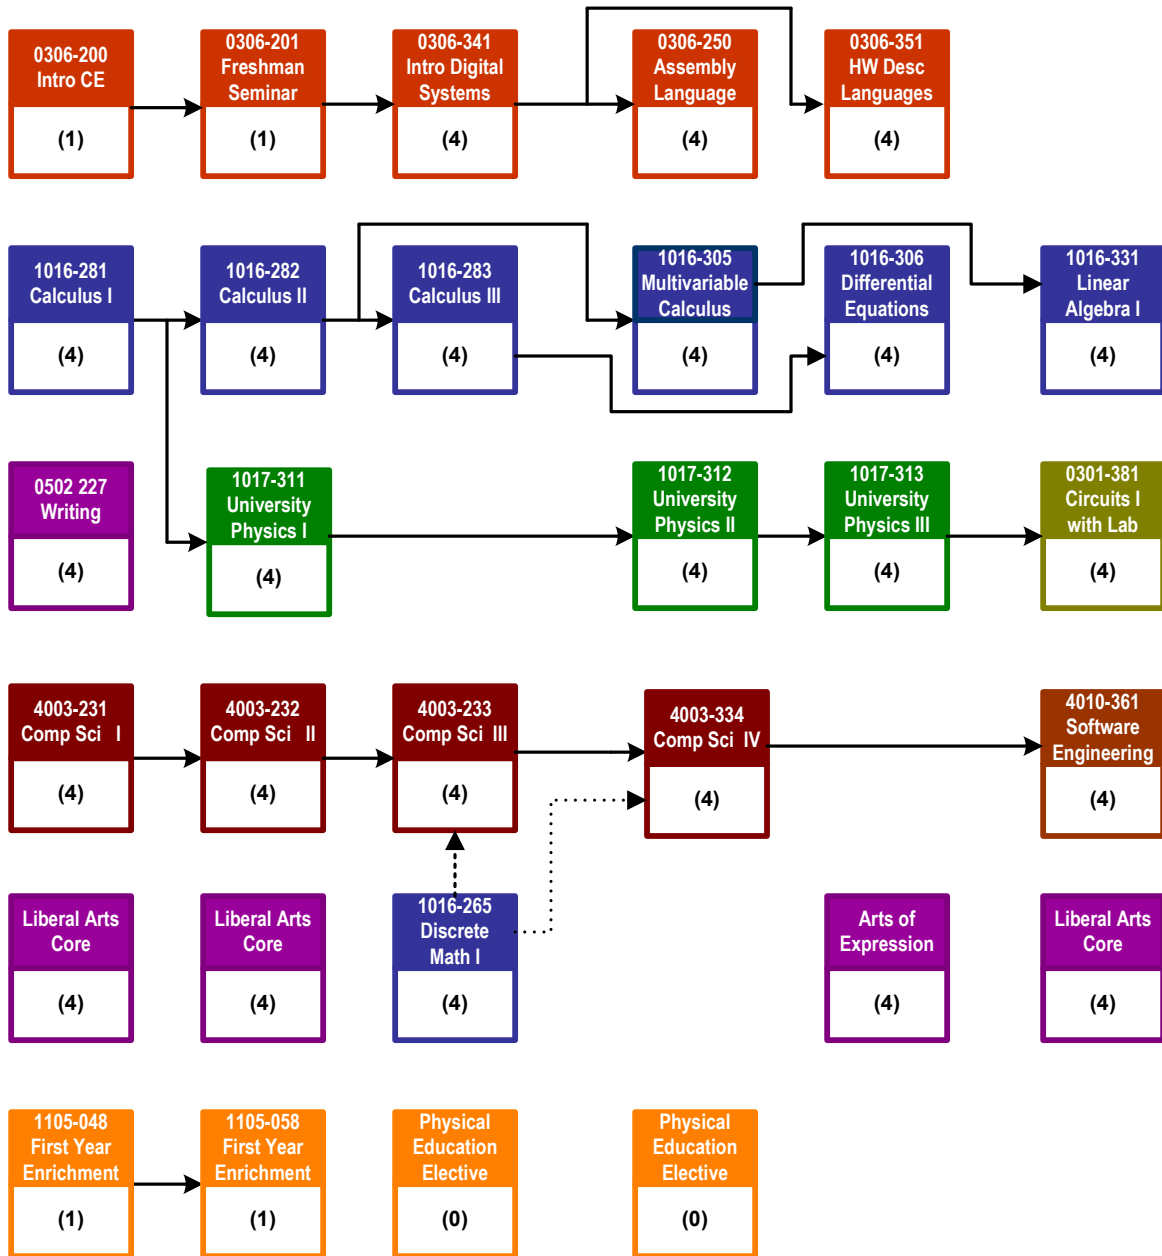 0306-200
Intro CE
(1)
0306-201
Freshman
Seminar
(1)
0306-341
Intro Digital
Systems
(4)
0306-250
Assembly
Language
(4)
0306-351
HW Desc
Languages
(4)
1016-281
Calculus I
(4)
1016-282
Calculus II
(4)
1016-283
Calculus III
(4)
1016-305
Multivariable
Calculus
(4)
1016-306
Differential
Equations
(4)
1016-331
Linear
Algebra I
(4)
0502 227
Writing
(4)
1017-311
University
Physics I
(4)
1017-312
University
Physics II
(4)
1017-313
University
Physics III
(4)
0301-381
Circuits I
with Lab
(4)
4003-231
Comp Sci I
(4)
4003-232
Comp Sci II
(4)
4003-233
Comp Sci III
(4)
4003-334
Comp Sci IV
(4)
4010-361
Software
Engineering
(4)
Liberal Arts
Core
(4)
Liberal Arts
Core
(4)
1016-265
Discrete
Math I
(4)
Arts of
Expression
(4)
Liberal Arts
Core
(4)
1105-048
First Year
Enrichment
(1)
1105-058
First Year
Enrichment
(1)
Physical
Education
Elective
(0)
Physical
Education
Elective
(0)